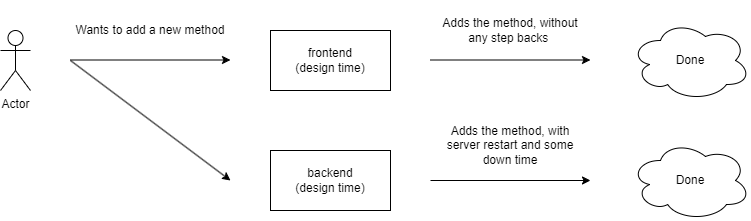 Wants to add a new method
Adds the method, without
any step backs
frontend
(design time)
Done
Actor
Adds the method, with
server restart and some
down time
backend
(design time)
Done